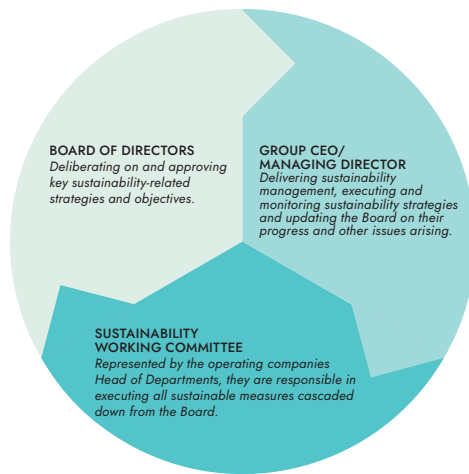 BOARD OF DIRECTORS
Deliberating on and approving
key sustainability-related
strategies and objectives.
GROUP CEO/
MANAGING DIRECTOR
Delivering sustainability
management, executing and
monitoring sustainability strategies
and updating the Board on their
progress and other issues arising.
SUSTAINABILITY
WORKING COMMITTEE
Represented by the operating companies
Head of Departments, they are responsible in
executing all sustainable measures cascaded
down from the Board.